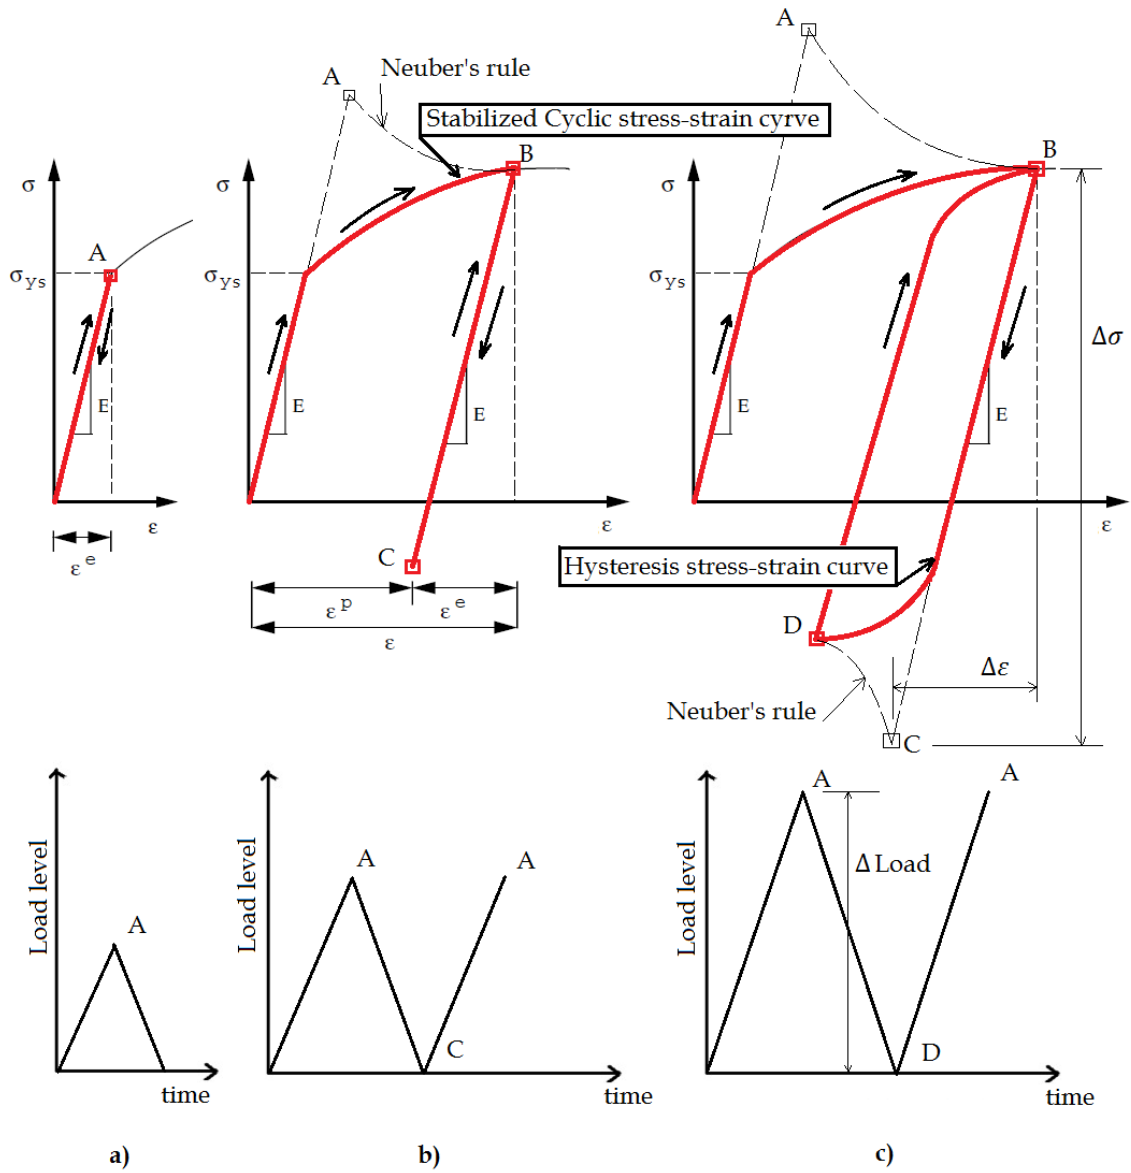 A
Neuber's rule
A
Stabilized Cyclic stress-strain cyrve
B
B
σ
σ
σ
A
σys
σys
σys
Δσ
E
E
E
E
E
ε
ε
ε
εe
C
Hysteresis stress-strain curve
εp
εe
D
ε
Δε
Neuber's rule
C
A
A
A
A
A
Δ Load
Load level
Load level
Load level
C
D
time
time
time
a)
b)
c)